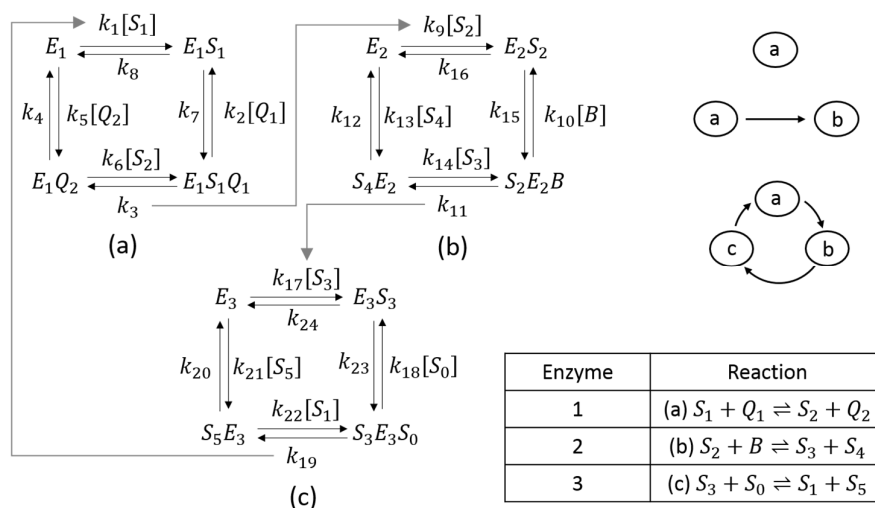 k₁[S₁]
E₁ E₁S₁
k₈
k₄ k₅[Q₂] k₇ k₂[Q₁]
k₆[S₂]
E₁Q₂ E₁S₁Q₁
k₃
(a)
k₉[S₂]
E₂ E₂S₂
k₁₆
k₁₂ k₁₃[S₄] k₁₅ k₁₀[B]
k₁₄[S₃]
S₄E₂ S₂E₂B
k₁₁
(b)
a
a b
a
c b
k₁₇[S₃]
E₃ E₃S₃
k₂₄
k₂₀ k₂₁[S₅] k₂₃ k₁₈[S₀]
k₂₂[S₁]
S₅E₃ S₃E₃S₀
k₁₉
(c)
Enzyme Reaction
1 (a) S₁ + Q₁ ⇌ S₂ + Q₂
2 (b) S₂ + B ⇌ S₃ + S₄
3 (c) S₃ + S₀ ⇌ S₁ + S₅